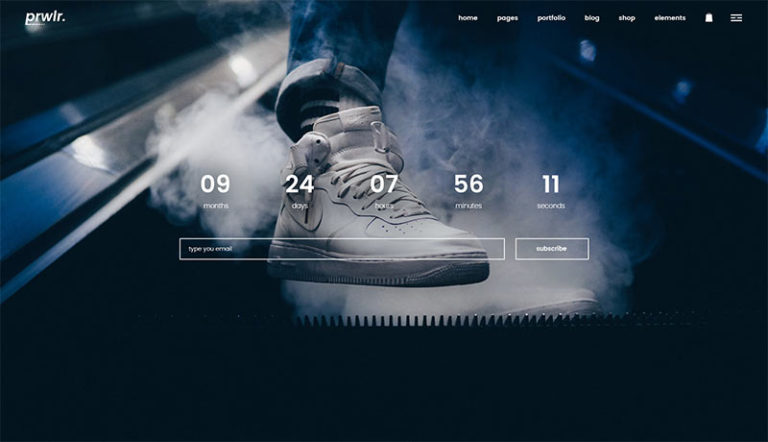 prwlr.
home pages portfolio blog shop elements
09 24 07 56 11
months days hours minutes seconds
type you email subscribe